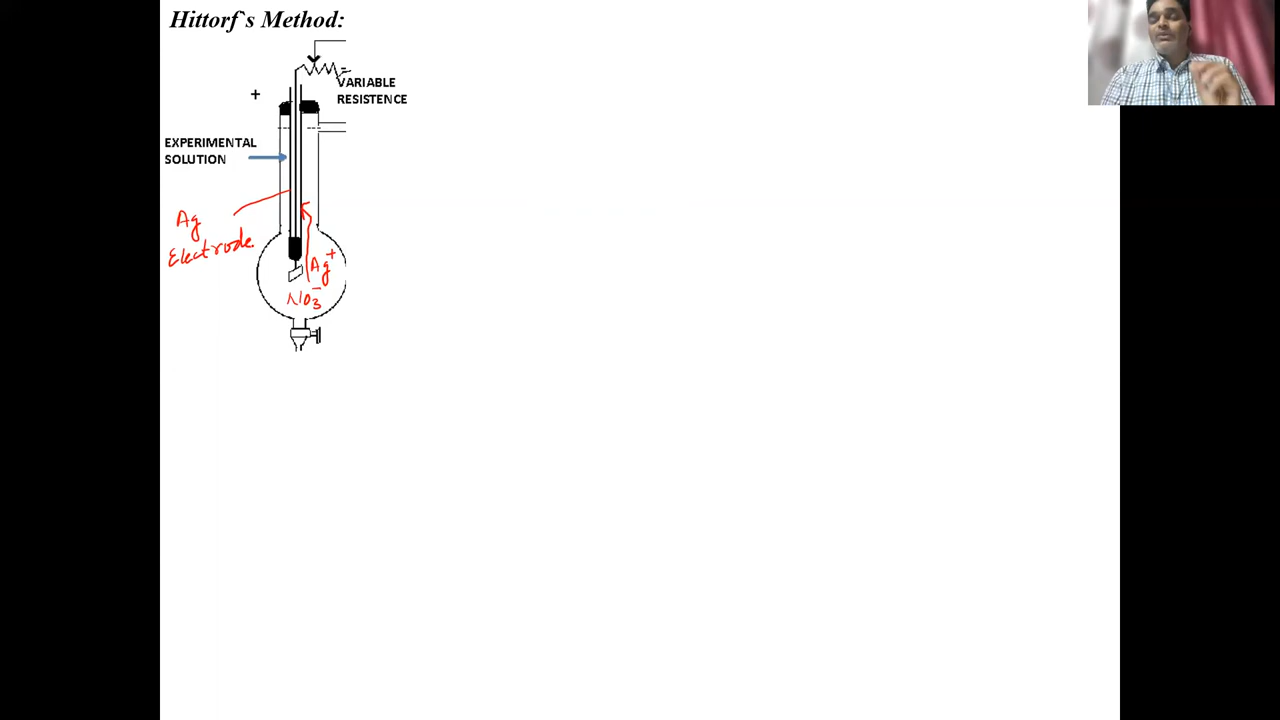 Hittorf`s Method:
+
VARIABLE
RESISTENCE
EXPERIMENTAL
SOLUTION
Ag
Electrode
Ag+
NO3-